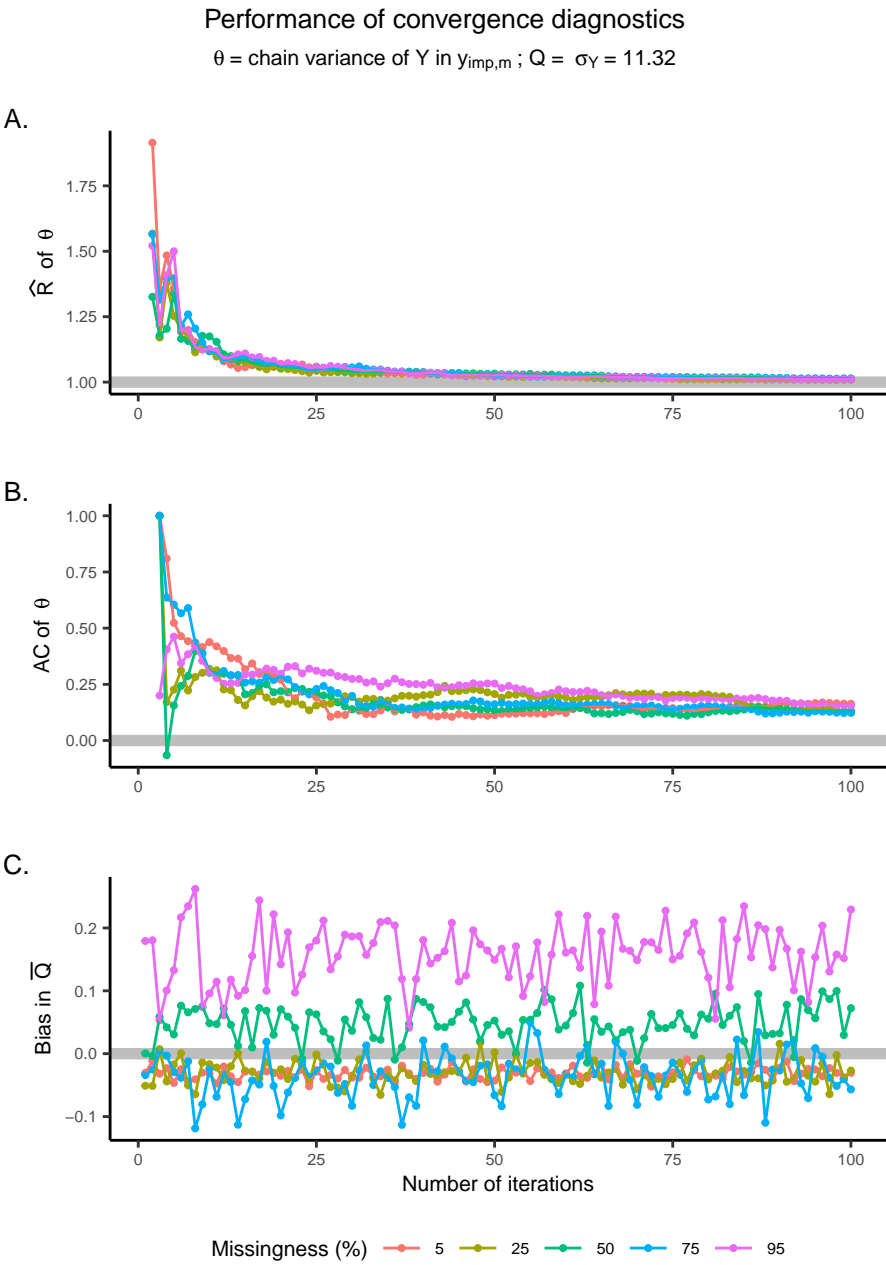 Performance of convergence diagnostics
θ = chain variance of Y in y_imp,m ; Q = σ_Y = 11.32
A.
R̂ of θ
1.75
1.50
1.25
1.00
0 25 50 75 100
B.
AC of θ
1.00
0.75
0.50
0.25
0.00
0 25 50 75 100
C.
Bias in Q̅
0.2
0.1
0.0
−0.1
0 25 50 75 100
Number of iterations
Missingness (%) 5 25 50 75 95